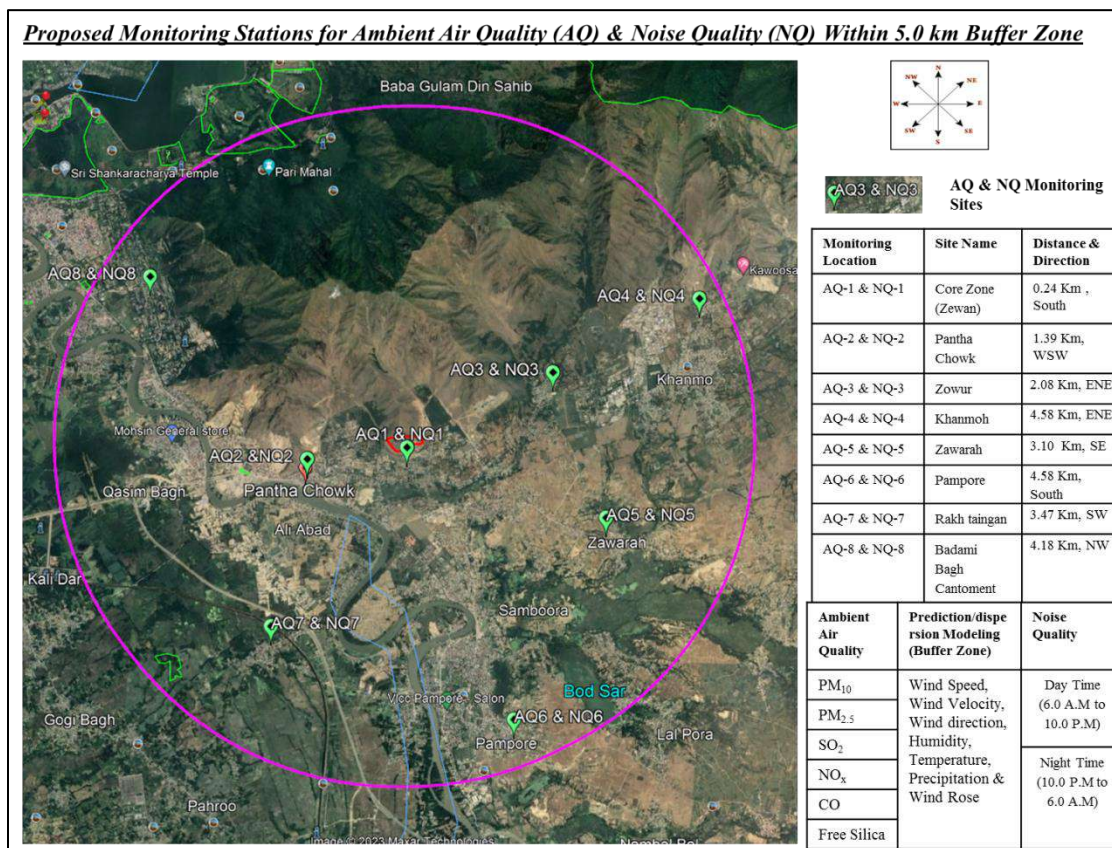 Proposed Monitoring Stations for Ambient Air Quality (AQ) & Noise Quality (NQ) Within 5.0 km Buffer Zone
Baba Gulam Din Sahib
Sri Shankaracharya Temple
Pari Mahal
AQ8 & NQ8
Kawoosa
AQ4 & NQ4
AQ3 & NQ3
Khanmo
Mohsin General store
AQ1 & NQ1
AQ2 &NQ2
Pantha Chowk
Qasim Bagh
Ali Abad
AQ5 & NQ5
Zawarah
Kali Dar
Samboora
AQ7 & NQ7
Vicc Pampore
Salon
Bod Sar
Gogi Bagh
AQ6 & NQ6
Pampore
Lal Pora
Pahroo
Image © 2023 Maxar Technologies
N
NW
NE
W
E
SW
SE
S
AQ3 & NQ3
AQ & NQ Monitoring
Sites
Monitoring
Location
Site Name
Distance &
Direction
AQ-1 & NQ-1
Core Zone
(Zewan)
0.24 Km ,
South
AQ-2 & NQ-2
Pantha
Chowk
1.39 Km,
WSW
AQ-3 & NQ-3
Zowur
2.08 Km, ENE
AQ-4 & NQ-4
Khanmoh
4.58 Km, ENE
AQ-5 & NQ-5
Zawarah
3.10 Km, SE
AQ-6 & NQ-6
Pampore
4.58 Km,
South
AQ-7 & NQ-7
Rakh taingan
3.47 Km, SW
AQ-8 & NQ-8
Badami
Bagh
Cantoment
4.18 Km, NW
Ambient
Air
Quality
Prediction/dispe
rsion Modeling
(Buffer Zone)
Noise
Quality
PM10
PM2.5
SO2
NOx
CO
Free Silica
Wind Speed,
Wind Velocity,
Wind direction,
Humidity,
Temperature,
Precipitation &
Wind Rose
Day Time
(6.0 A.M to
10.0 P.M)
Night Time
(10.0 P.M to
6.0 A.M)